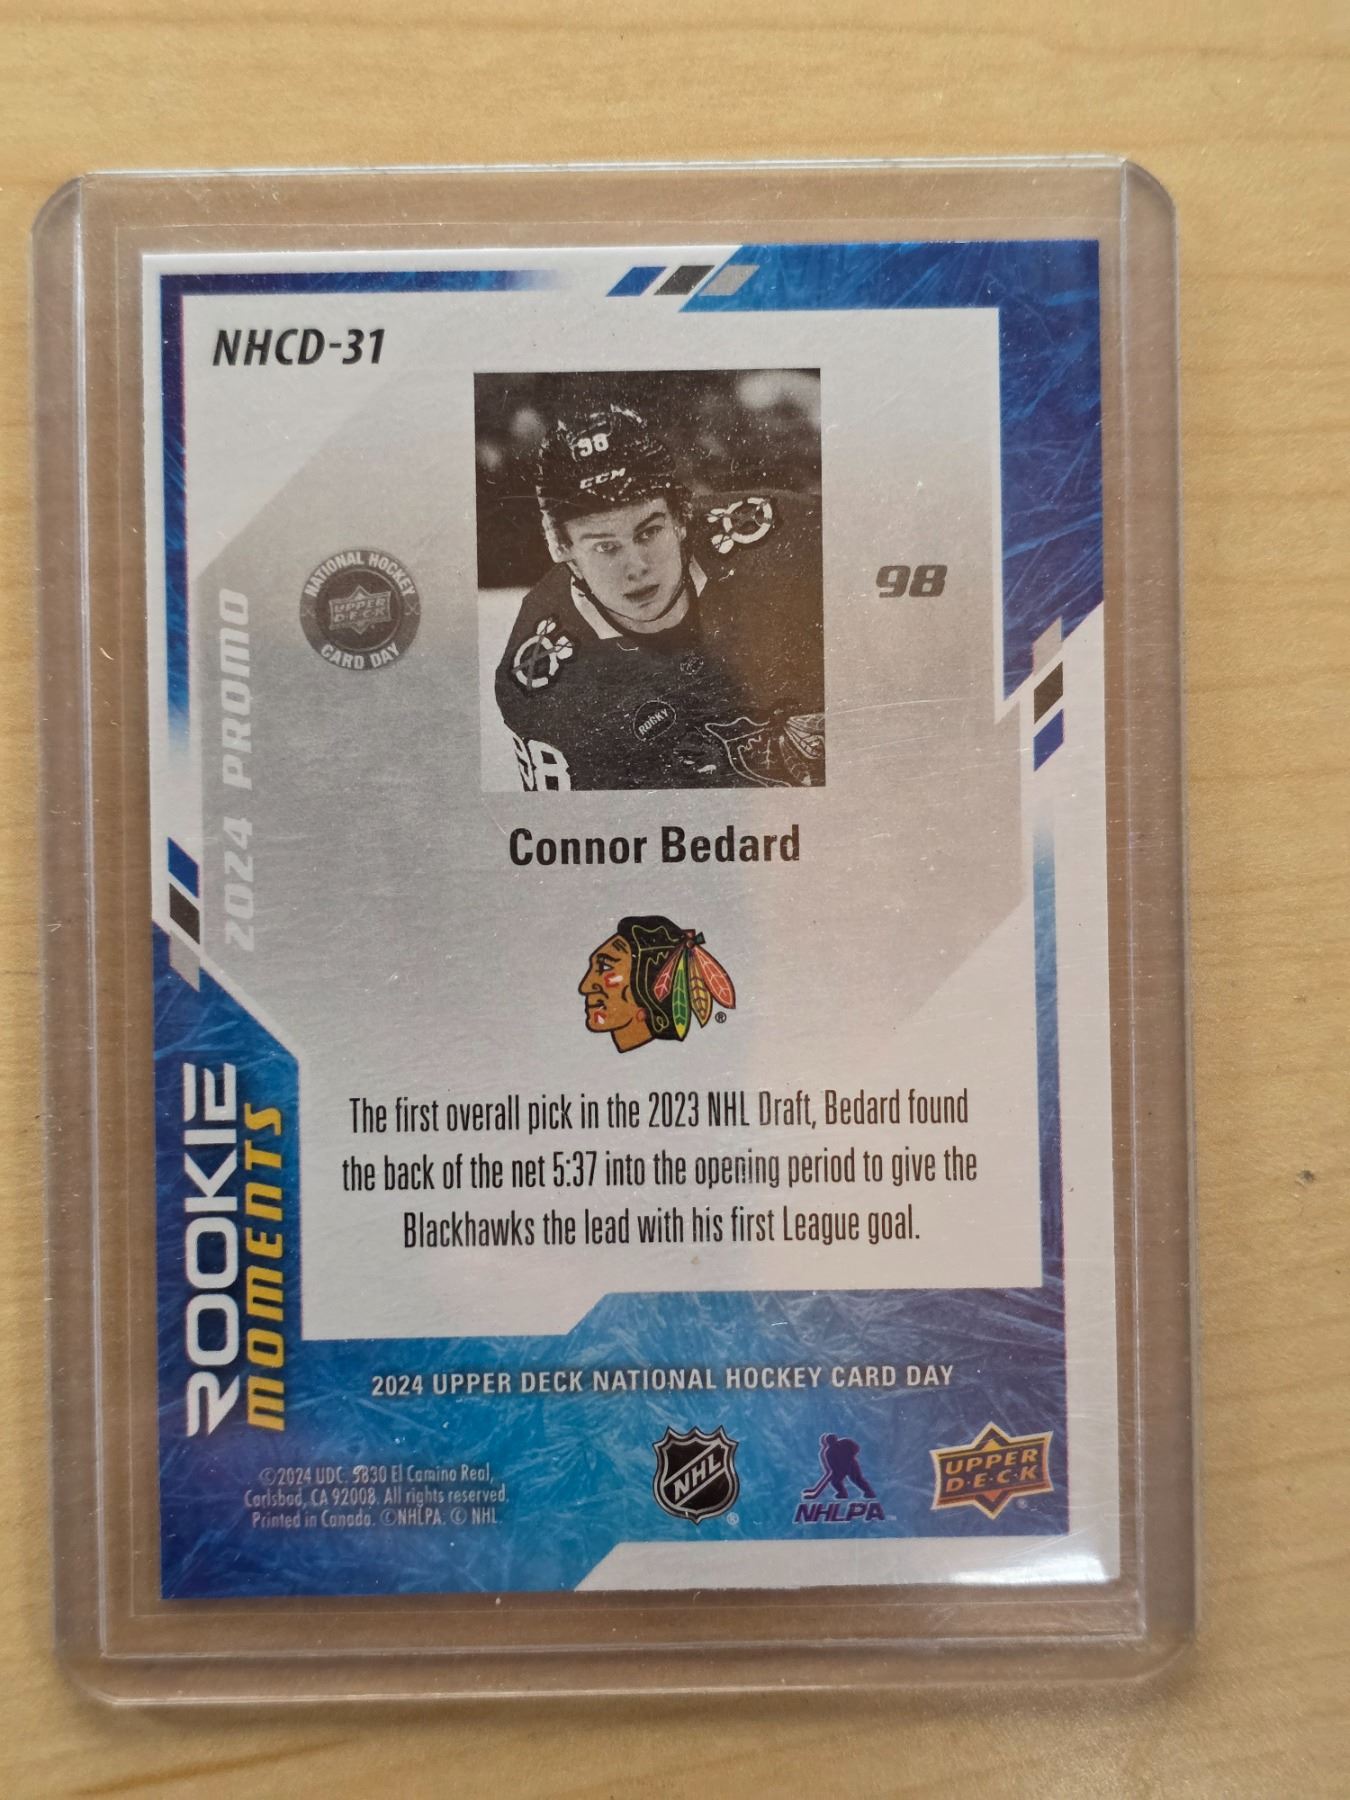 NHCD-31
98
CCM
ROCKY
98
NATIONAL HOCKEY
UPPER
DECK
CARD DAY
98
2024 PROMO
Connor Bedard
The first overall pick in the 2023 NHL Draft, Bedard found
the back of the net 5:37 into the opening period to give the
Blackhawks the lead with his first League goal.
ROOKIE
MOMENTS
2024 UPPER DECK NATIONAL HOCKEY CARD DAY
©2024 UDC. 5830 El Camino Real,
Carlsbad, CA 92008. All rights reserved.
Printed in Canada. ©NHLPA. © NHL.
NHL
NHLPA
UPPER
D·E·C·K